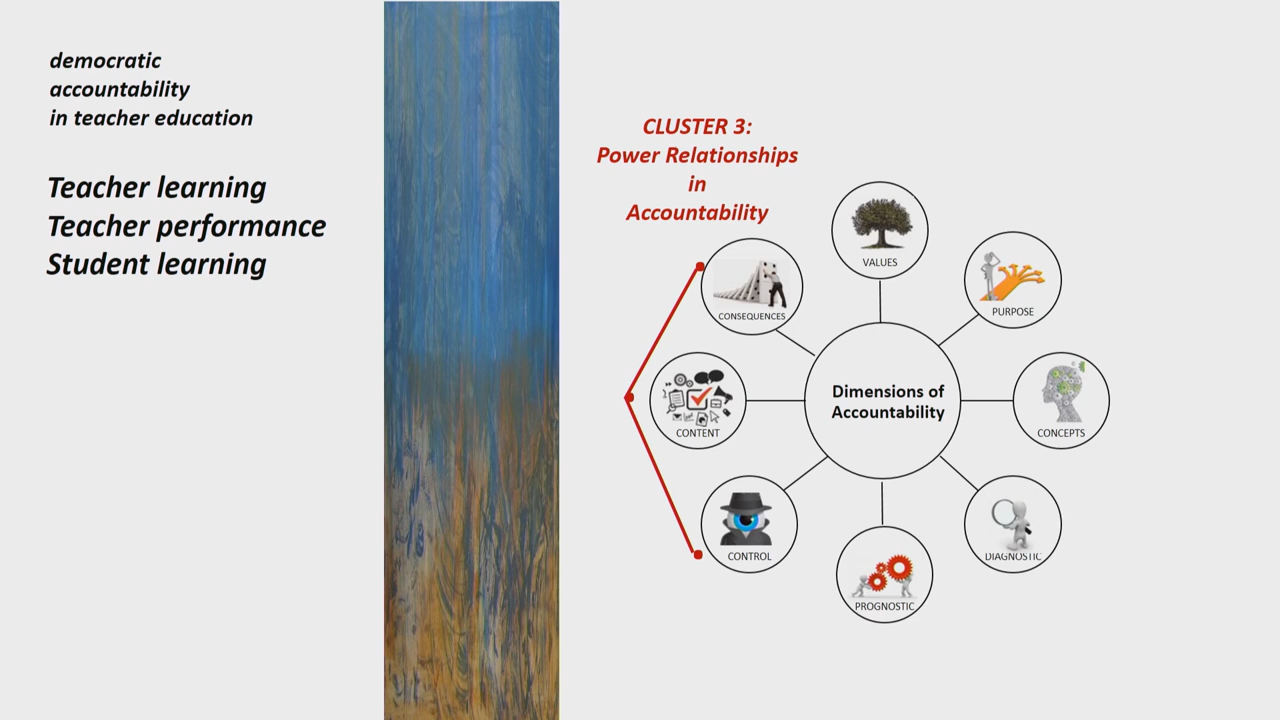 democratic
accountability
in teacher education
Teacher learning
Teacher performance
Student learning
CLUSTER 3:
Power Relationships
in
Accountability
VALUES
CONSEQUENCES
PURPOSE
Dimensions of
Accountability
CONTENT
CONCEPTS
CONTROL
DIAGNOSTIC
PROGNOSTIC